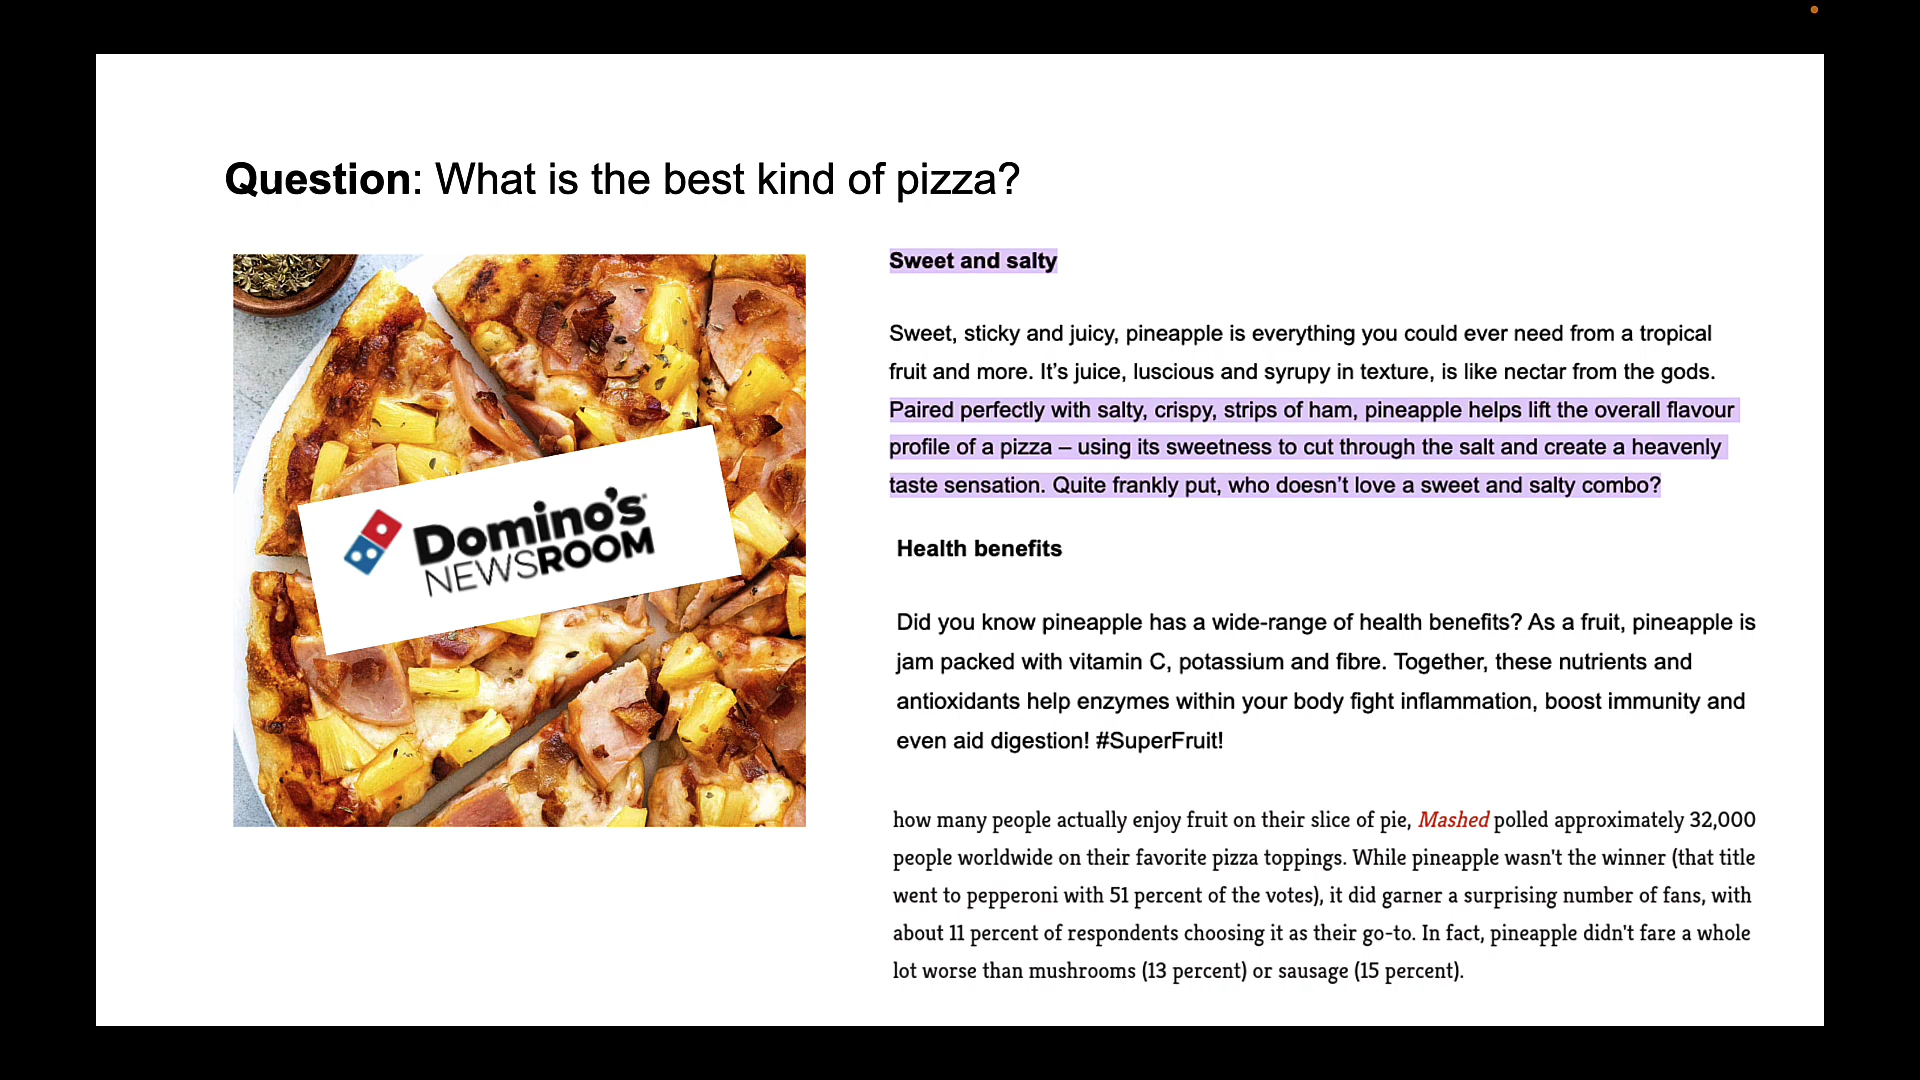 Question: What is the best kind of pizza?
Domino's
NEWSROOM
Sweet and salty
Sweet, sticky and juicy, pineapple is everything you could ever need from a tropical
fruit and more. It’s juice, luscious and syrupy in texture, is like nectar from the gods.
Paired perfectly with salty, crispy, strips of ham, pineapple helps lift the overall flavour
profile of a pizza – using its sweetness to cut through the salt and create a heavenly
taste sensation. Quite frankly put, who doesn’t love a sweet and salty combo?
Health benefits
Did you know pineapple has a wide-range of health benefits? As a fruit, pineapple is
jam packed with vitamin C, potassium and fibre. Together, these nutrients and
antioxidants help enzymes within your body fight inflammation, boost immunity and
even aid digestion! #SuperFruit!
how many people actually enjoy fruit on their slice of pie, Mashed polled approximately 32,000
people worldwide on their favorite pizza toppings. While pineapple wasn't the winner (that title
went to pepperoni with 51 percent of the votes), it did garner a surprising number of fans, with
about 11 percent of respondents choosing it as their go-to. In fact, pineapple didn't fare a whole
lot worse than mushrooms (13 percent) or sausage (15 percent).